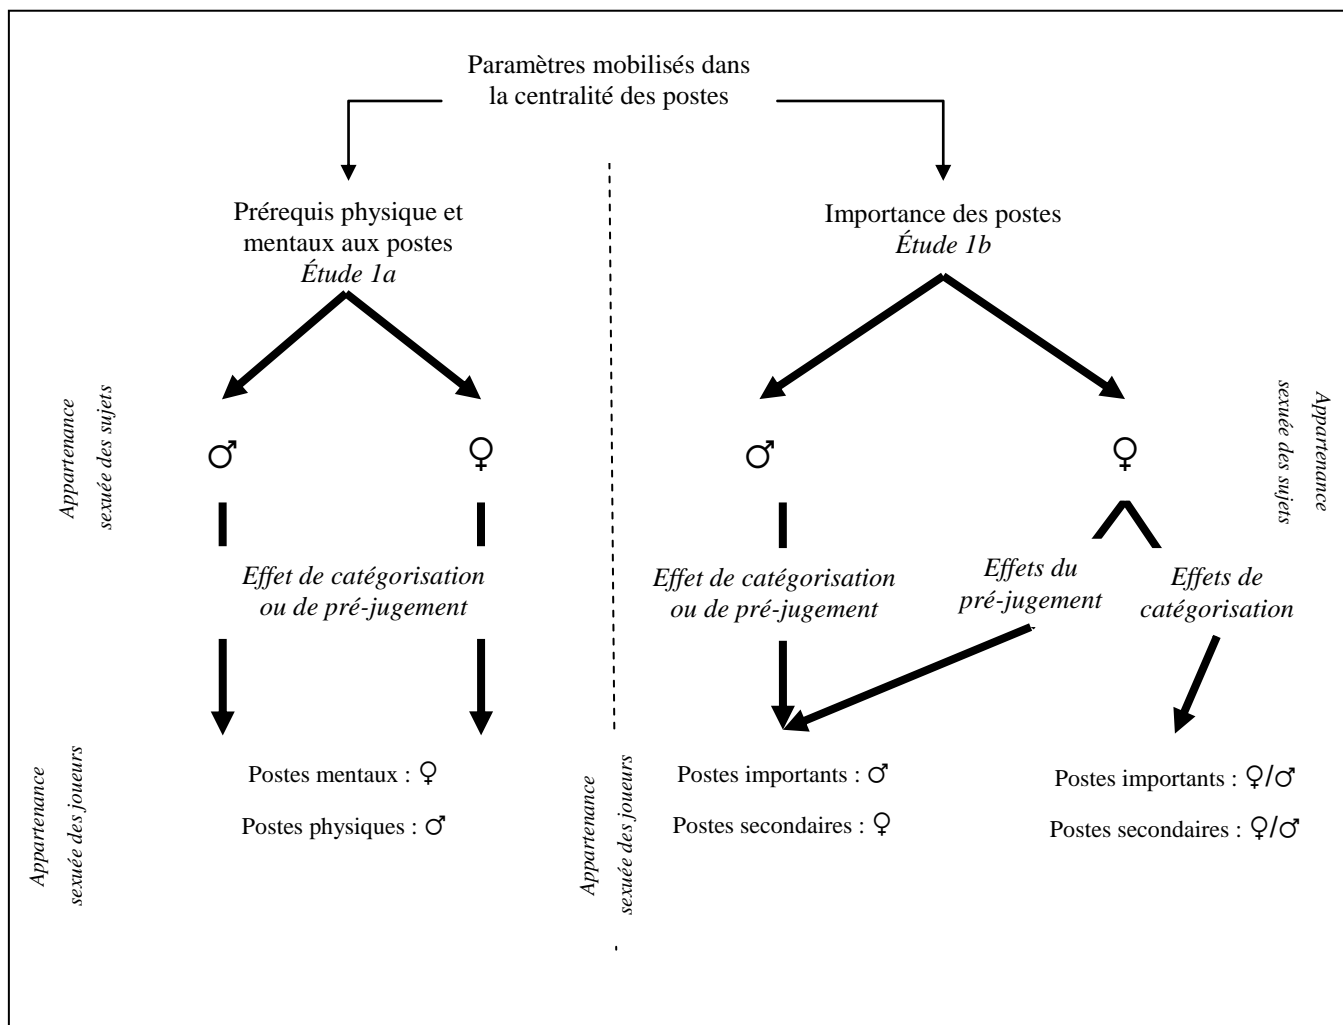 Paramètres mobilisés dans
la centralité des postes
Prérequis physique et
mentaux aux postes
Étude 1a
Importance des postes
Étude 1b
Appartenance
sexuée des sujets
♂
♀
♂
♀
Appartenance
sexuée des sujets
Effet de catégorisation
ou de pré-jugement
Effet de catégorisation
ou de pré-jugement
Effets du
pré-jugement
Effets de
catégorisation
Appartenance
sexuée des joueurs
Postes mentaux : ♀
Postes physiques : ♂
Appartenance
sexuée des joueurs
Postes importants : ♂
Postes secondaires : ♀
Postes importants : ♀/♂
Postes secondaires : ♀/♂